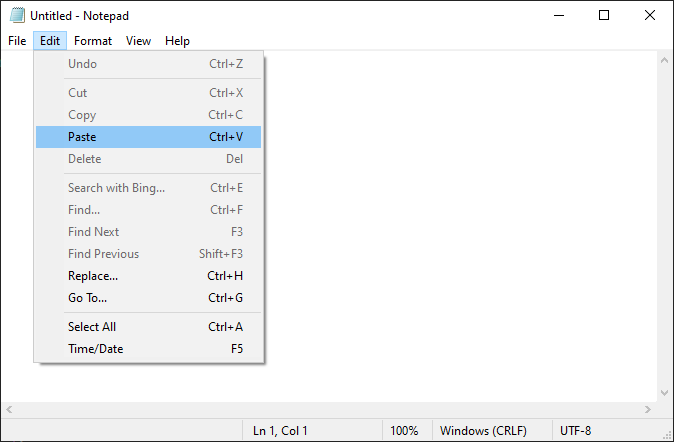 Untitled - Notepad
File Edit Format View Help
Undo Ctrl+Z
Cut Ctrl+X
Copy Ctrl+C
Paste Ctrl+V
Delete Del
Search with Bing... Ctrl+E
Find... Ctrl+F
Find Next F3
Find Previous Shift+F3
Replace... Ctrl+H
Go To... Ctrl+G
Select All Ctrl+A
Time/Date F5
Ln 1, Col 1 100% Windows (CRLF) UTF-8